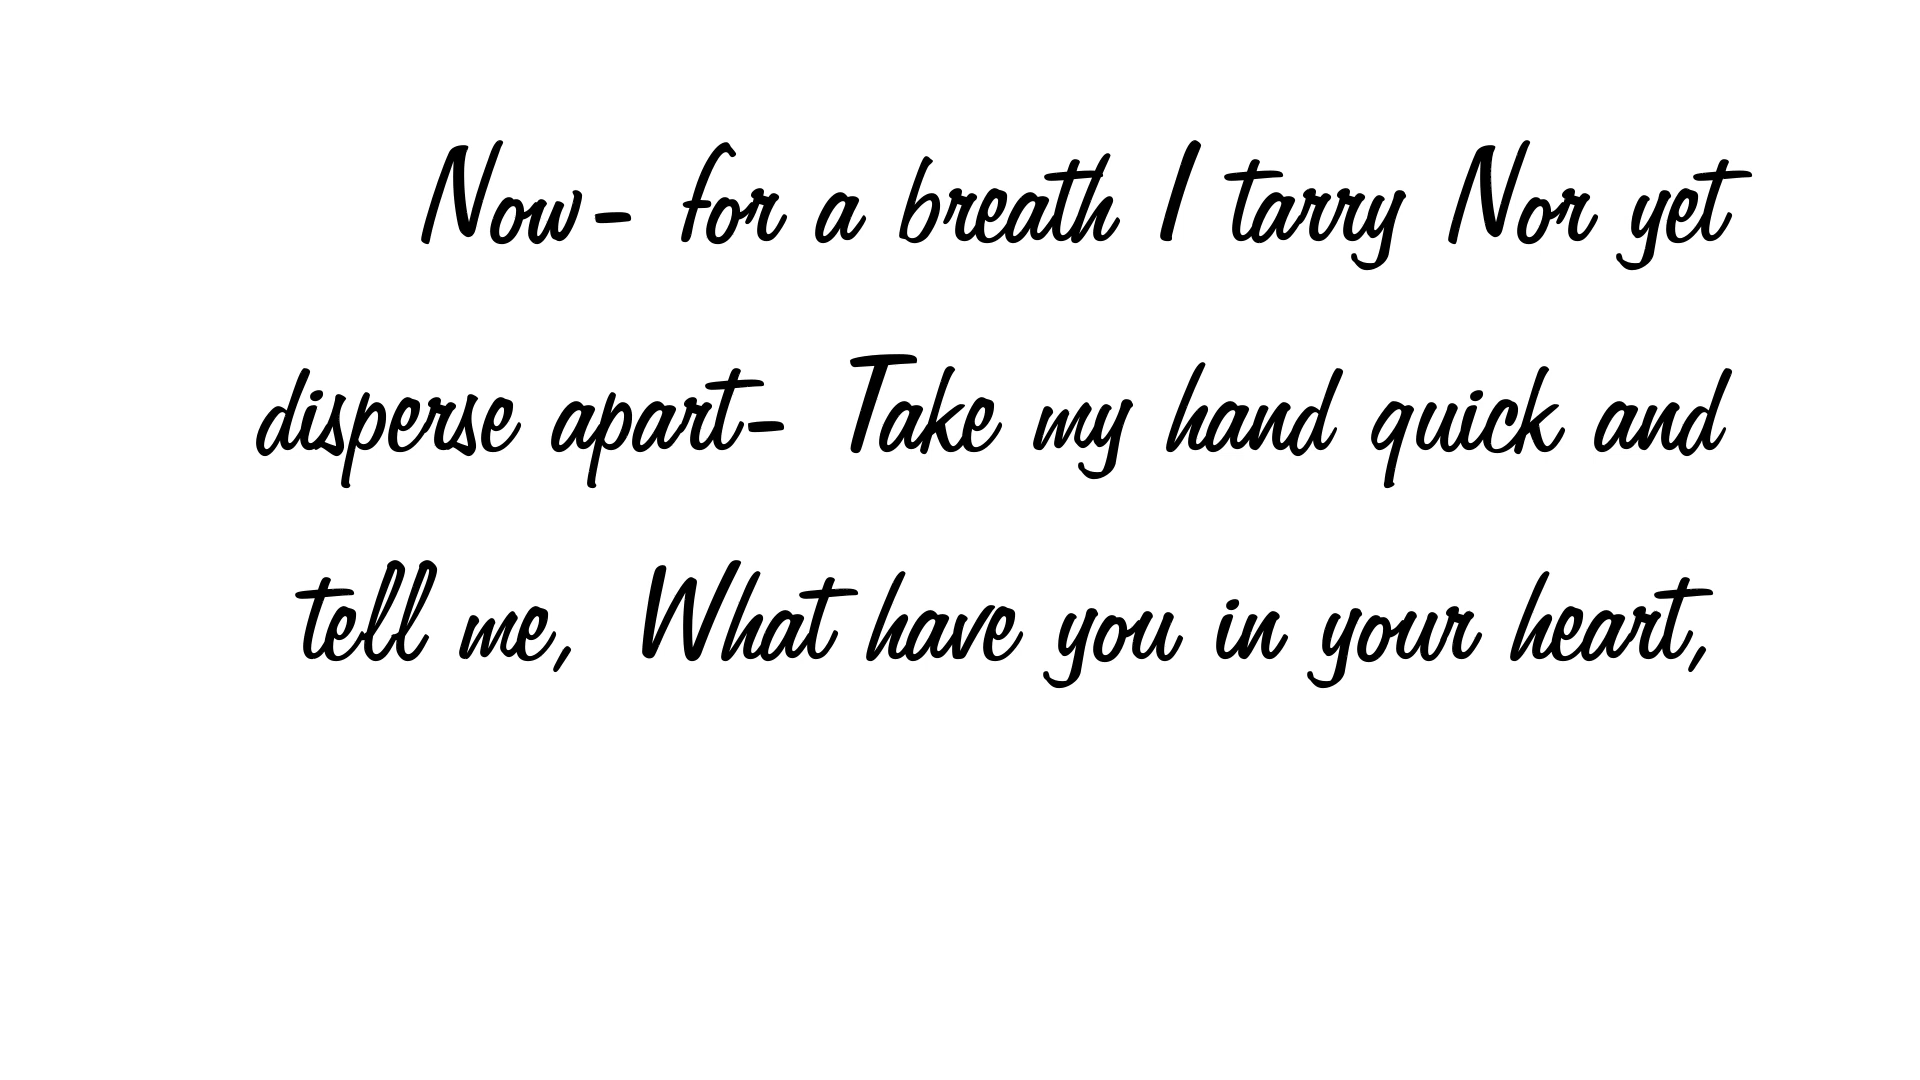 Now- for a breath I tarry Nor yet
disperse apart- Take my hand quick and
tell me, What have you in your heart,